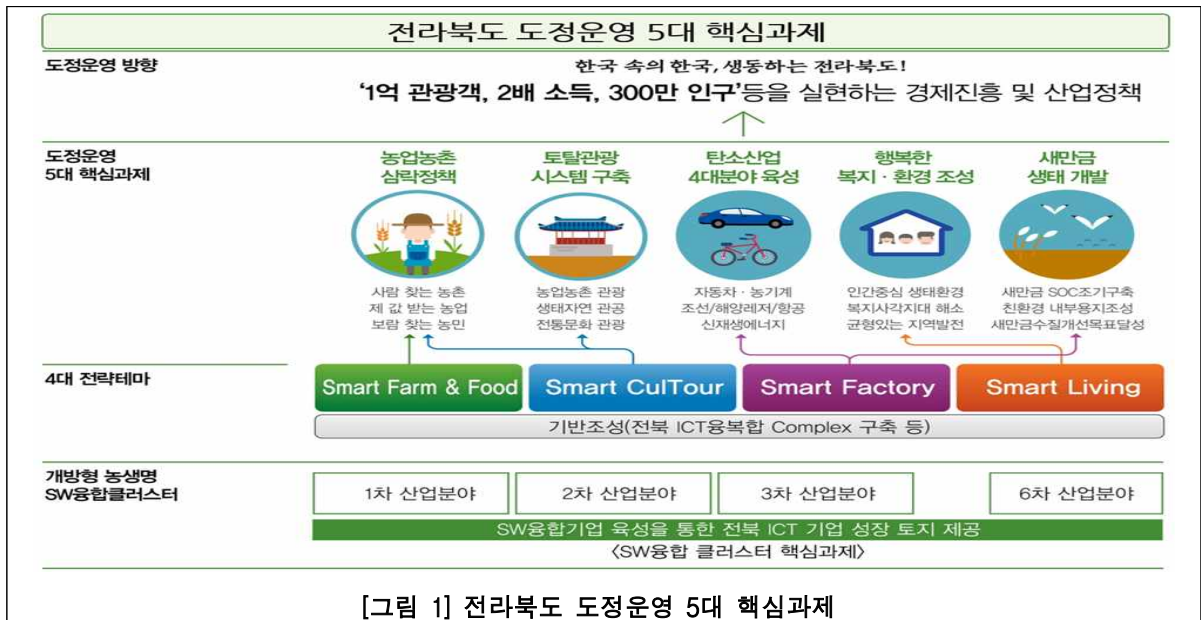 전라북도 도정운영 5대 핵심과제
도정운영 방향
한국 속의 한국, 생동하는 전라북도!
'1억 관광객, 2배 소득, 300만 인구'등을 실현하는 경제진흥 및 산업정책
도정운영
5대 핵심과제
농업농촌
삼락정책
토탈관광
시스템 구축
탄소산업
4대분야 육성
행복한
복지·환경 조성
새만금
생태 개발
사람 찾는 농촌
제 값 받는 농업
보람 찾는 농민
농업농촌 관광
생태자연 관공
전통문화 관광
자동차·농기계
조선/해양레저/항공
신재생에너지
인간중심 생태환경
복지사각지대 해소
균형있는 지역발전
새만금 SOC조기구축
친환경 내부용지조성
새만금수질개선목표달성
4대 전략테마
Smart Farm & Food
Smart CulTour
Smart Factory
Smart Living
기반조성(전북 ICT융복합 Complex 구축 등)
개방형 농생명
SW융합클러스터
1차 산업분야
2차 산업분야
3차 산업분야
6차 산업분야
SW융합기업 육성을 통한 전북 ICT 기업 성장 토지 제공
〈SW융합 클러스터 핵심과제〉
[그림 1] 전라북도 도정운영 5대 핵심과제